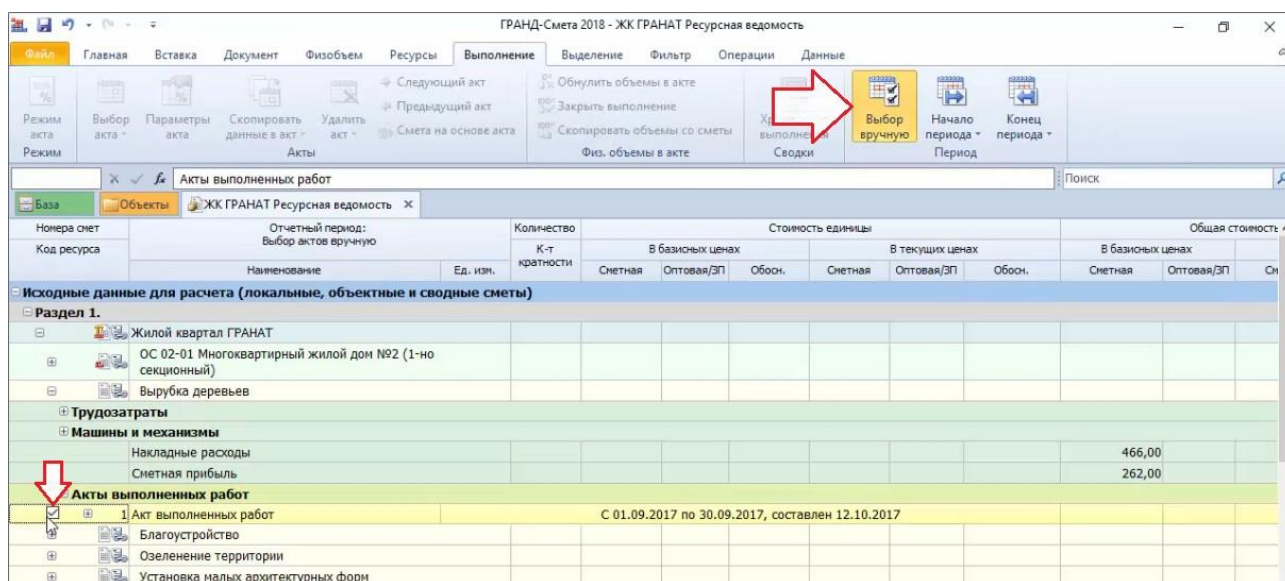 ГРАНД-Смета 2018 - ЖК ГРАНАТ Ресурсная ведомость
Файл Главная Вставка Документ Физобъем Ресурсы Выполнение Выделение Фильтр Операции Данные
Режим акта
Выбор акта
Параметры акта
Скопировать данные в акт
Удалить акт
Следующий акт
Предыдущий акт
Смета на основе акта
Обнулить объемы в акте
Закрыть выполнение
Скопировать объемы со сметы
выполнения
Выбор вручную
Начало периода
Конец периода
Режим Акты Физ. объемы в акте Сводки Период
fx Акты выполненных работ Поиск
База Объекты ЖК ГРАНАТ Ресурсная ведомость
Номера смет Отчетный период: Количество Стоимость единицы Общая стоимость
Код ресурса Выбор актов вручную К-т кратности В базисных ценах В текущих ценах В базисных ценах
Наименование Ед. изм. Сметная Оптовая/ЗП Обосн. Сметная Оптовая/ЗП Обосн. Сметная Оптовая/ЗП
Исходные данные для расчета (локальные, объектные и сводные сметы)
Раздел 1.
Жилой квартал ГРАНАТ
ОС 02-01 Многоквартирный жилой дом №2 (1-но
секционный)
Вырубка деревьев
Трудозатраты
Машины и механизмы
Накладные расходы 466,00
Сметная прибыль 262,00
Акты выполненных работ
1 Акт выполненных работ С 01.09.2017 по 30.09.2017, составлен 12.10.2017
Благоустройство
Озеленение территории
Установка малых архитектурных форм